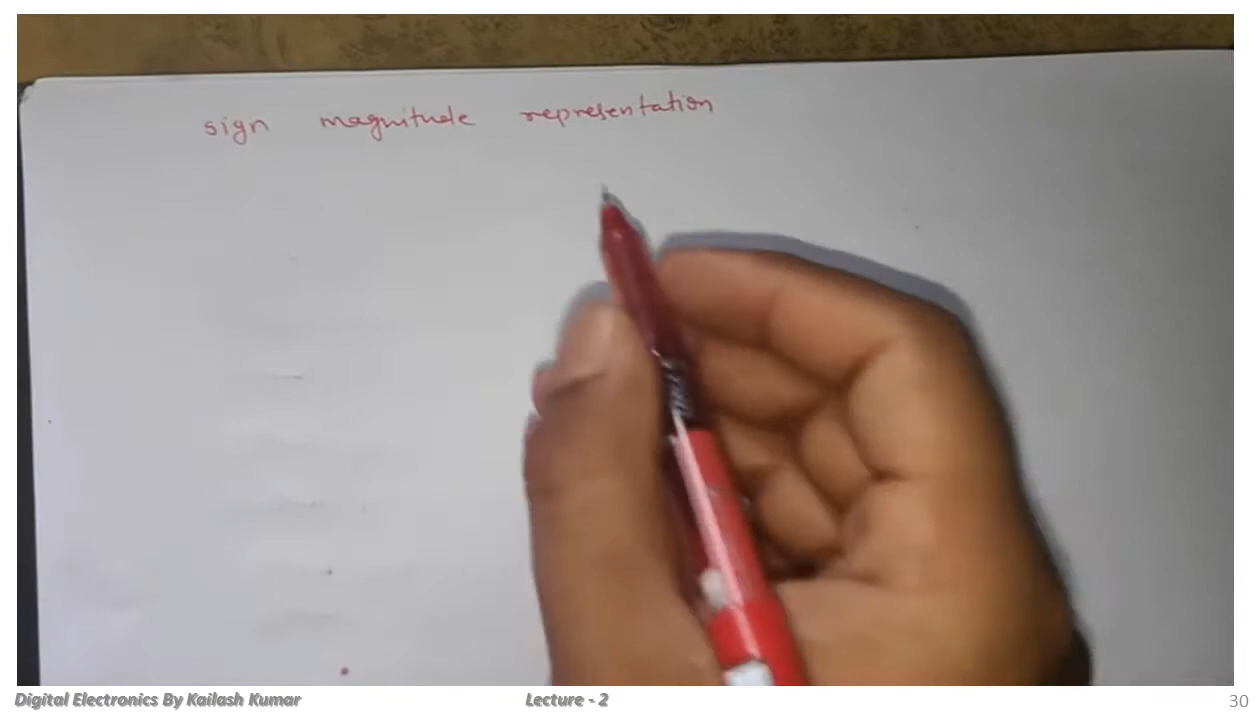 sign magnitude representation
Digital Electronics By Kailash Kumar
Lecture - 2
30